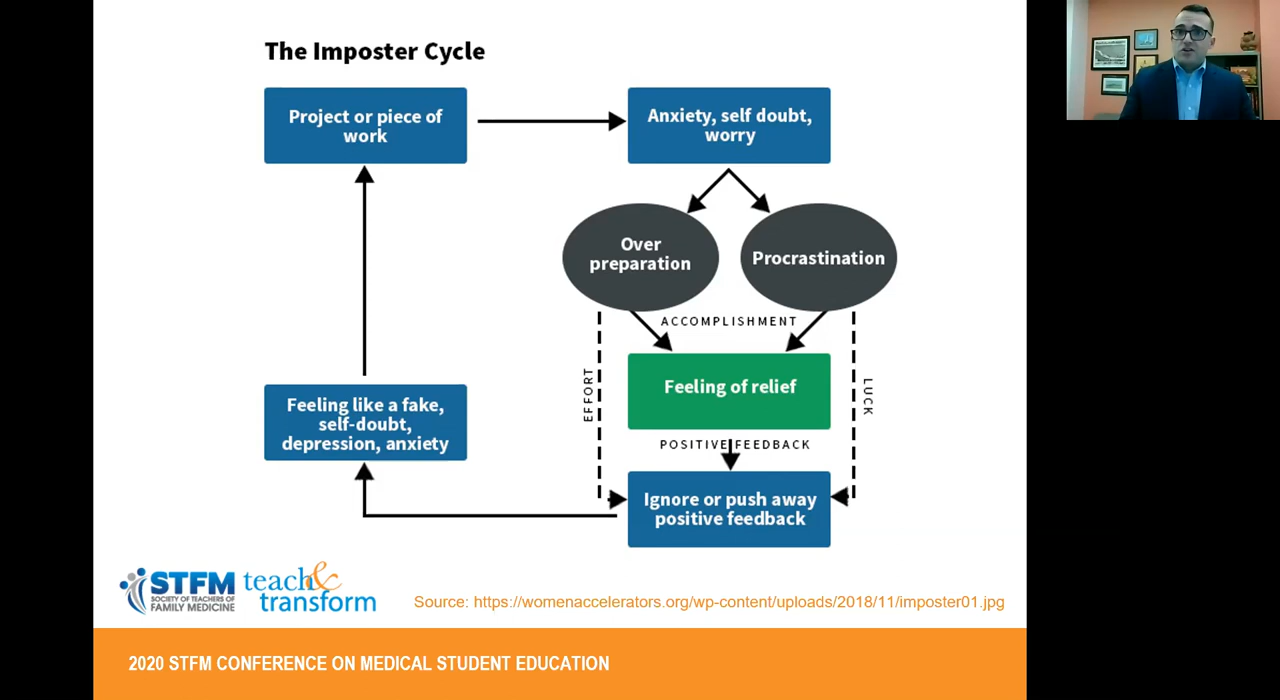 The Imposter Cycle
Project or piece of
work
Anxiety, self doubt,
worry
Over
preparation
Procrastination
ACCOMPLISHMENT
EFFORT
LUCK
Feeling of relief
POSITIVE FEEDBACK
Feeling like a fake,
self-doubt,
depression, anxiety
Ignore or push away
positive feedback
STFM
SOCIETY OF TEACHERS OF
FAMILY MEDICINE
teach&
transform
Source: https://womenaccelerators.org/wp-content/uploads/2018/11/imposter01.jpg
2020 STFM CONFERENCE ON MEDICAL STUDENT EDUCATION